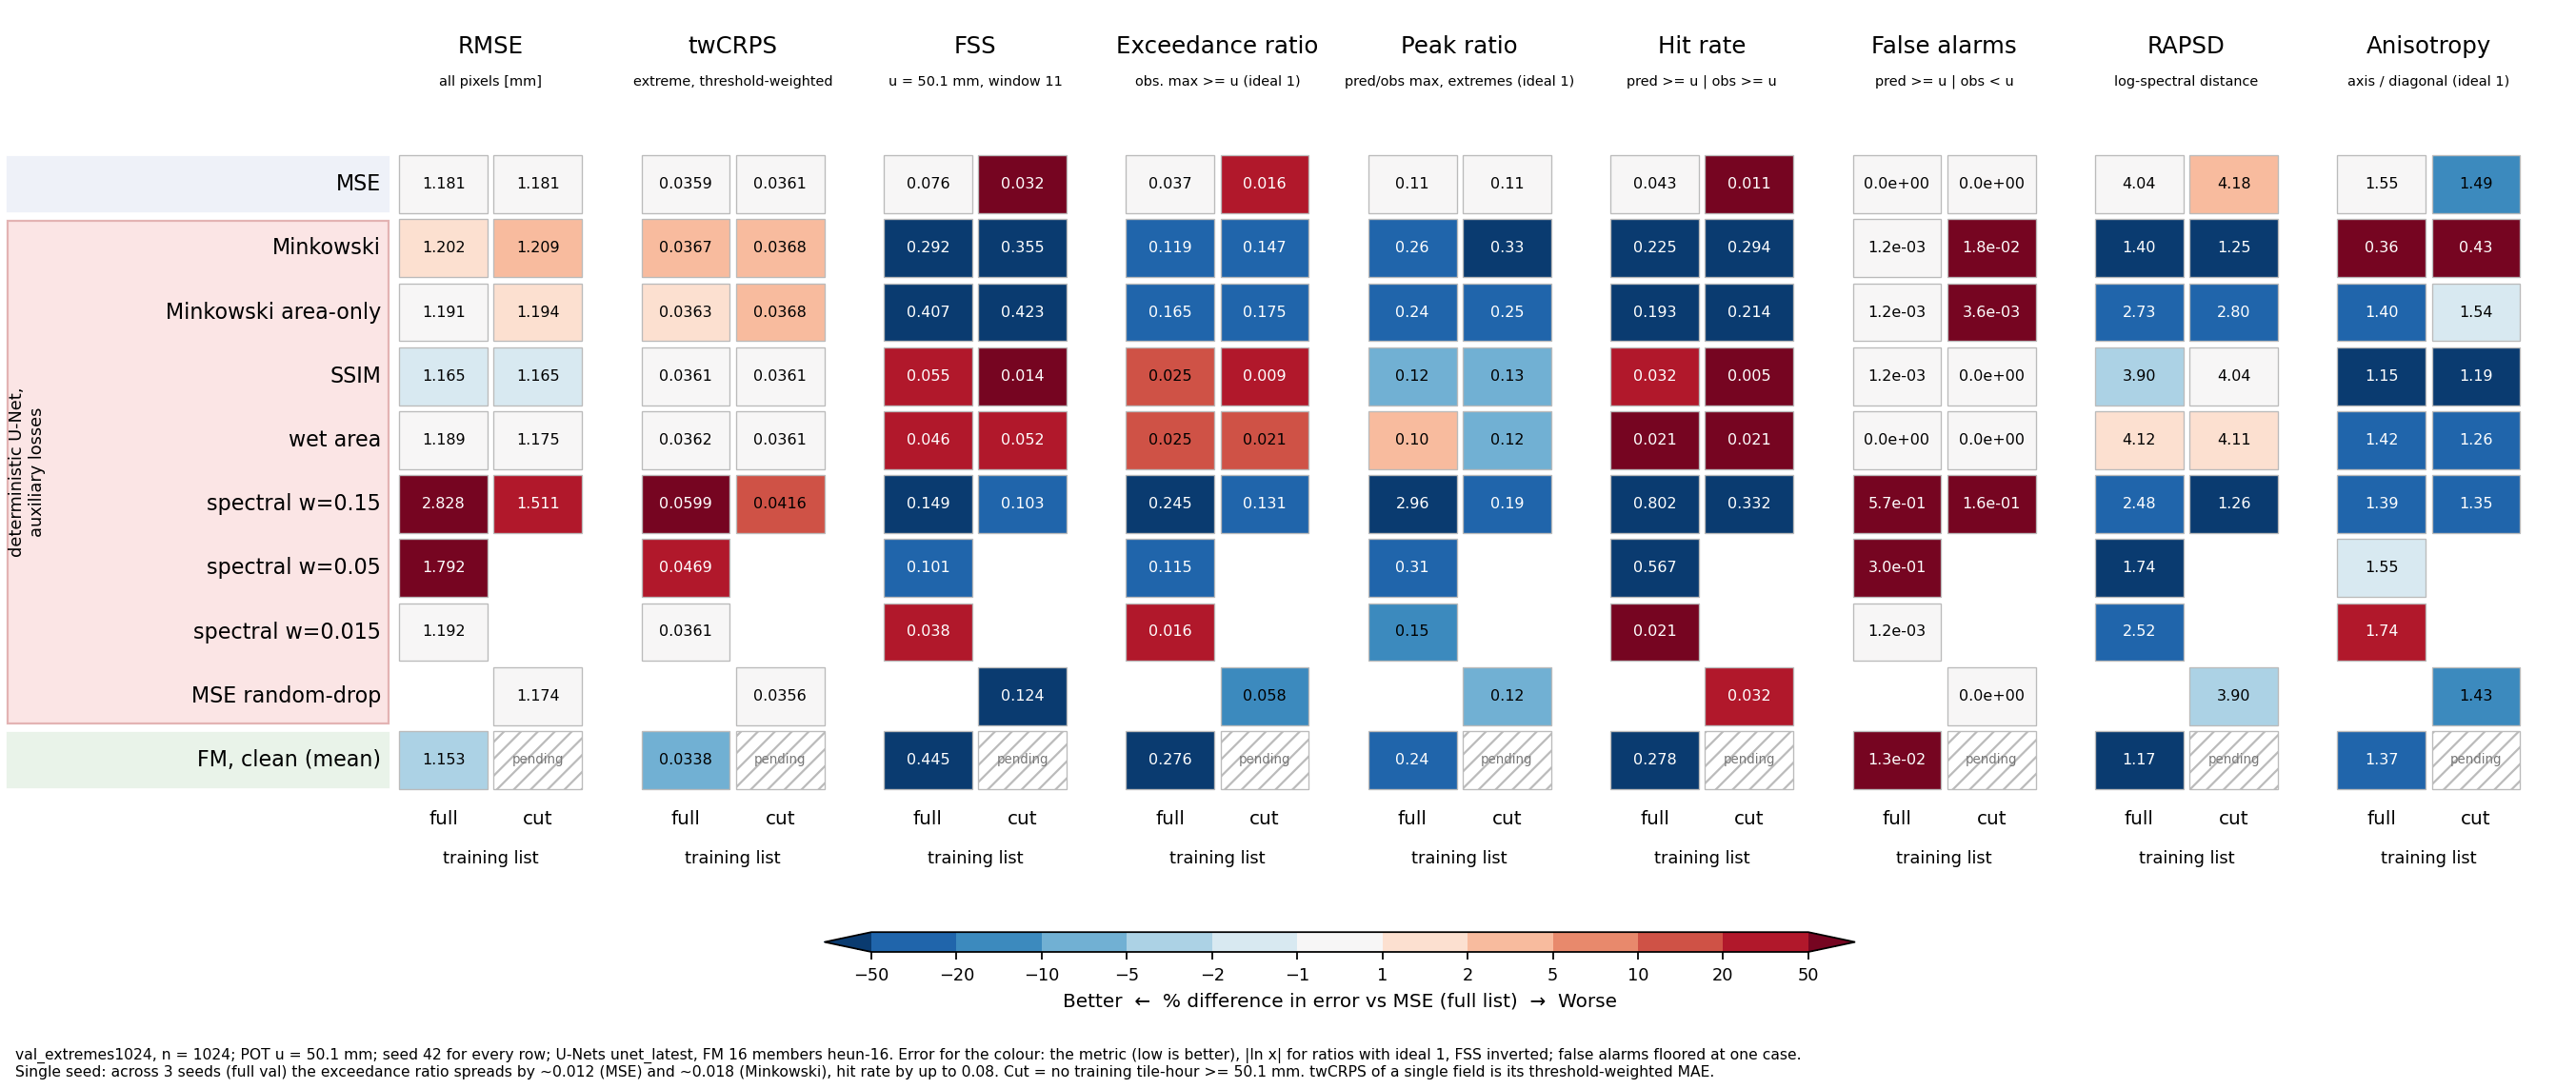 RMSE twCRPS FSS Exceedance ratio Peak ratio Hit rate False alarms RAPSD Anisotropy
all pixels [mm] extreme, threshold-weighted u = 50.1 mm, window 11 obs. max >= u (ideal 1) pred/obs max, extremes (ideal 1) pred >= u | obs >= u pred >= u | obs < u log-spectral distance axis / diagonal (ideal 1)
MSE 1.181 1.181 0.0359 0.0361 0.076 0.032 0.037 0.016 0.11 0.11 0.043 0.011 0.0e+00 0.0e+00 4.04 4.18 1.55 1.49
Minkowski 1.202 1.209 0.0367 0.0368 0.292 0.355 0.119 0.147 0.26 0.33 0.225 0.294 1.2e-03 1.8e-02 1.40 1.25 0.36 0.43
Minkowski area-only 1.191 1.194 0.0363 0.0368 0.407 0.423 0.165 0.175 0.24 0.25 0.193 0.214 1.2e-03 3.6e-03 2.73 2.80 1.40 1.54
SSIM 1.165 1.165 0.0361 0.0361 0.055 0.014 0.025 0.009 0.12 0.13 0.032 0.005 1.2e-03 0.0e+00 3.90 4.04 1.15 1.19
wet area 1.189 1.175 0.0362 0.0361 0.046 0.052 0.025 0.021 0.10 0.12 0.021 0.021 0.0e+00 0.0e+00 4.12 4.11 1.42 1.26
deterministic U-Net,
auxiliary losses
spectral w=0.15 2.828 1.511 0.0599 0.0416 0.149 0.103 0.245 0.131 2.96 0.19 0.802 0.332 5.7e-01 1.6e-01 2.48 1.26 1.39 1.35
spectral w=0.05 1.792 0.0469 0.101 0.115 0.31 0.567 3.0e-01 1.74 1.55
spectral w=0.015 1.192 0.0361 0.038 0.016 0.15 0.021 1.2e-03 2.52 1.74
MSE random-drop 1.174 0.0356 0.124 0.058 0.12 0.032 0.0e+00 3.90 1.43
FM, clean (mean) 1.153 pending 0.0338 pending 0.445 pending 0.276 pending 0.24 pending 0.278 pending 1.3e-02 pending 1.17 pending 1.37 pending
full cut full cut full cut full cut full cut full cut full cut full cut full cut
training list training list training list training list training list training list training list training list training list
−50 −20 −10 −5 −2 −1 1 2 5 10 20 50
Better ← % difference in error vs MSE (full list) → Worse
val_extremes1024, n = 1024; POT u = 50.1 mm; seed 42 for every row; U-Nets unet_latest, FM 16 members heun-16. Error for the colour: the metric (low is better), |ln x| for ratios with ideal 1, FSS inverted; false alarms floored at one case.
Single seed: across 3 seeds (full val) the exceedance ratio spreads by ~0.012 (MSE) and ~0.018 (Minkowski), hit rate by up to 0.08. Cut = no training tile-hour >= 50.1 mm. twCRPS of a single field is its threshold-weighted MAE.